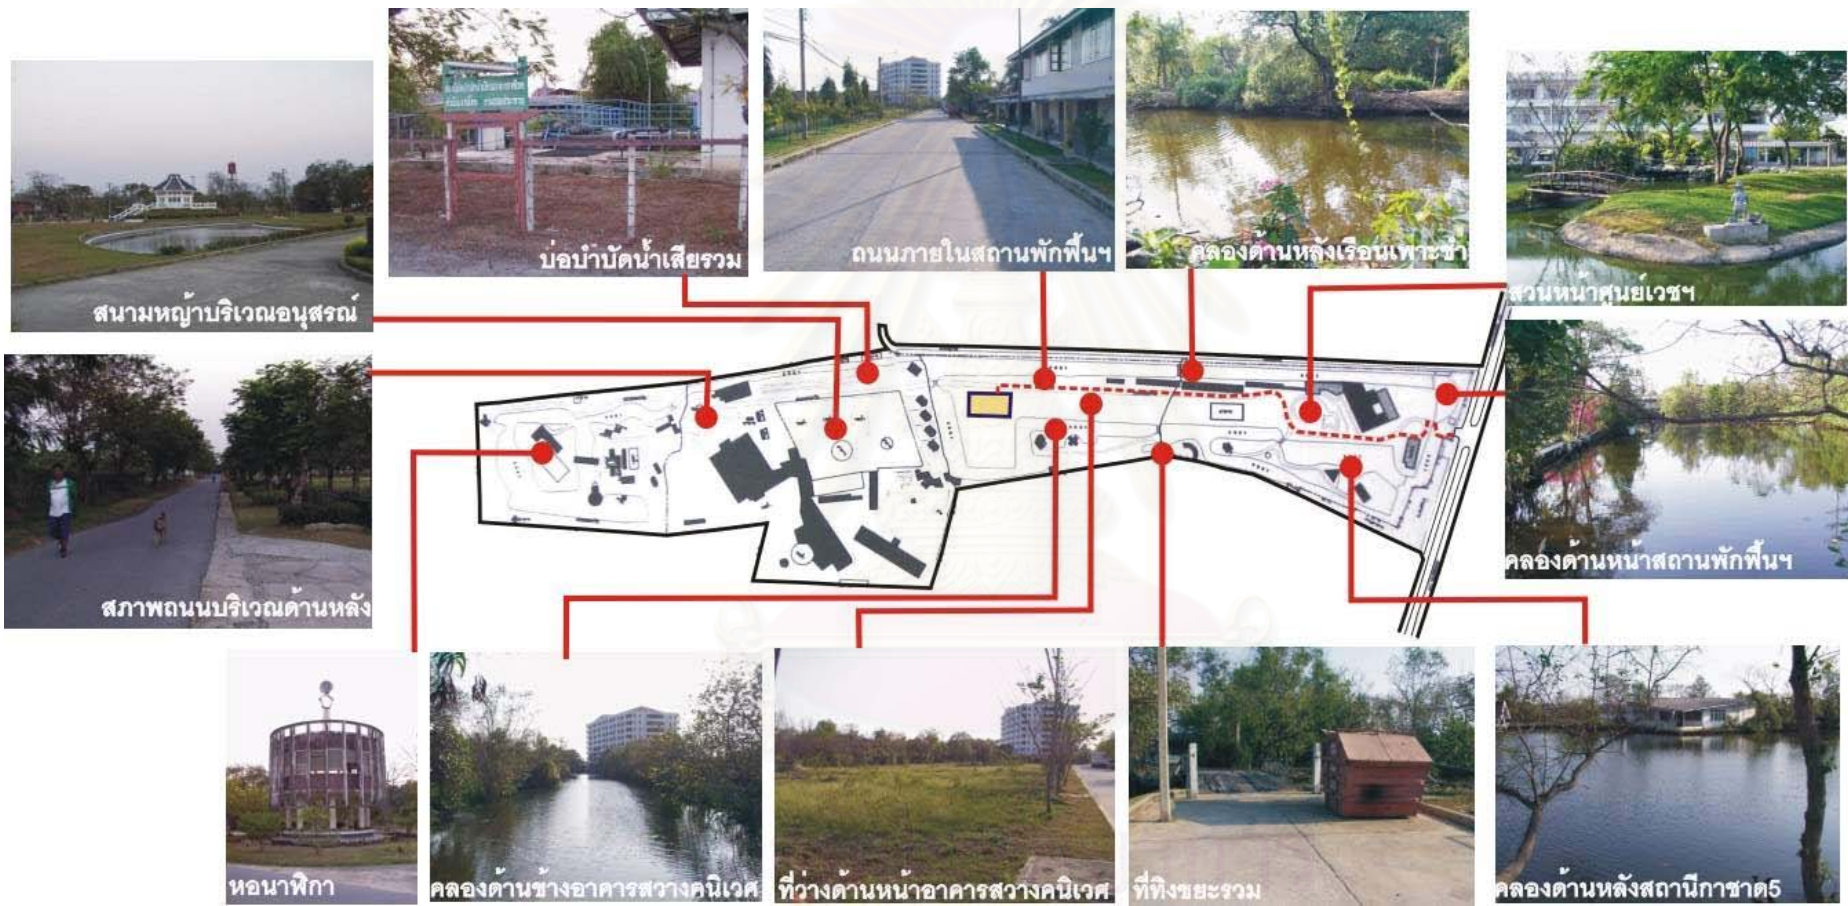 บ่อบำบัดน้ำเสียรวม
ถนนภายในสถานพักฟื้นฯ
คลองด้านหลังเรือนเพาะชำ
สวนหน้าศูนย์เวชฯ
สนามหญ้าบริเวณอนุสรณ์
สภาพถนนบริเวณด้านหลัง
คลองด้านหน้าสถานพักฟื้นฯ
หอนาฬิกา
คลองด้านข้างอาคารสวางคนิเวศ
ที่ว่างด้านหน้าอาคารสวางคนิเวศ
ที่ทิ้งขยะรวม
คลองด้านหลังสถานีกาชาด5